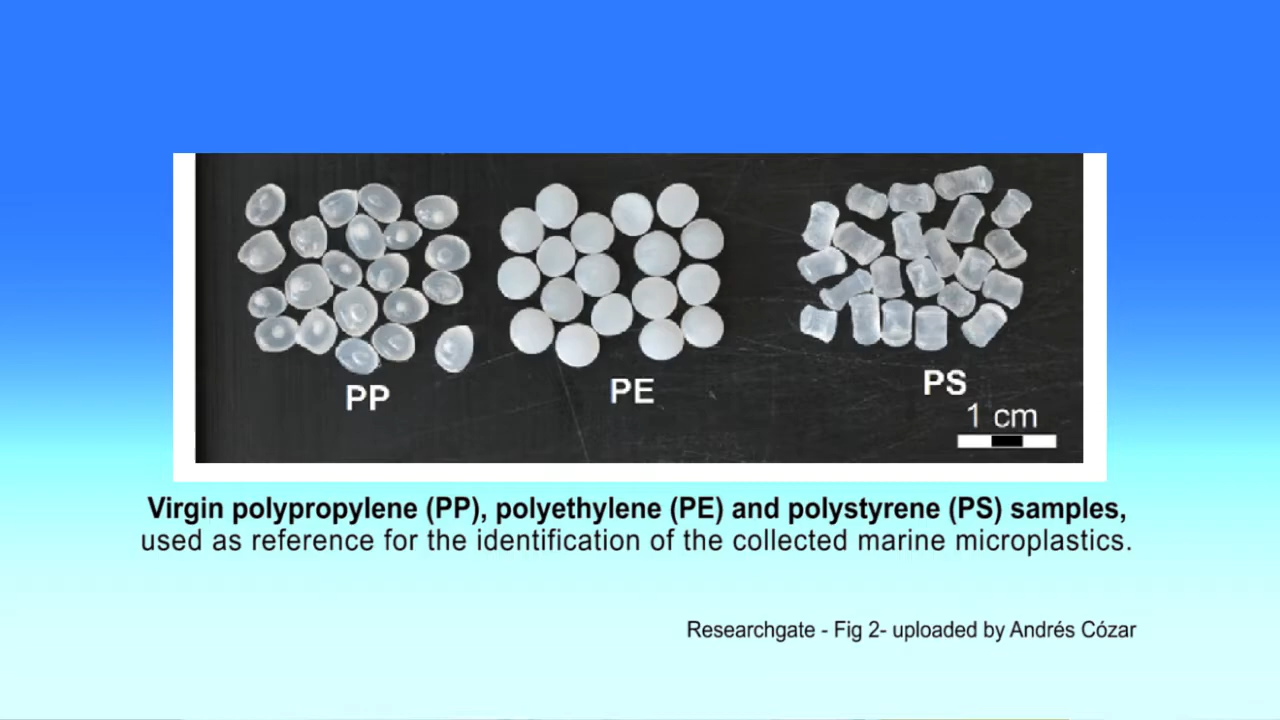 PP
PE
PS
1 cm
Virgin polypropylene (PP), polyethylene (PE) and polystyrene (PS) samples,
used as reference for the identification of the collected marine microplastics.
Researchgate - Fig 2- uploaded by Andrés Cózar